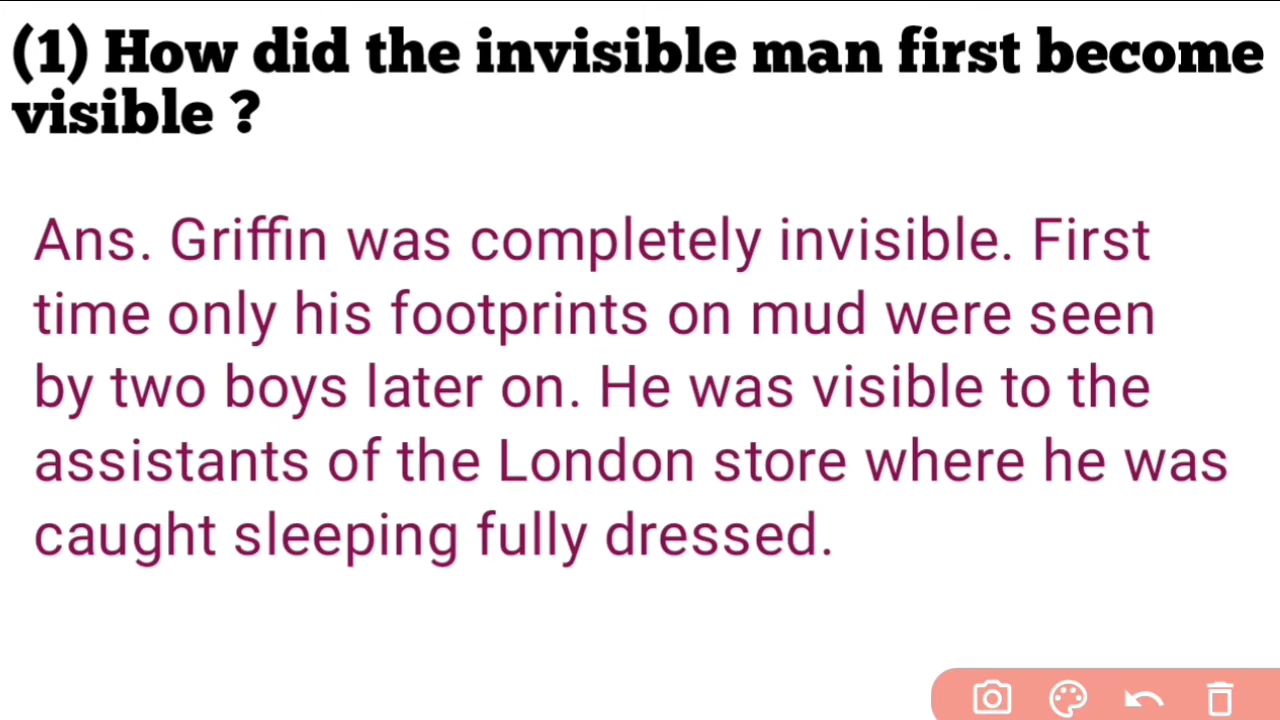 (1) How did the invisible man first become
visible ?
Ans. Griffin was completely invisible. First
time only his footprints on mud were seen
by two boys later on. He was visible to the
assistants of the London store where he was
caught sleeping fully dressed.